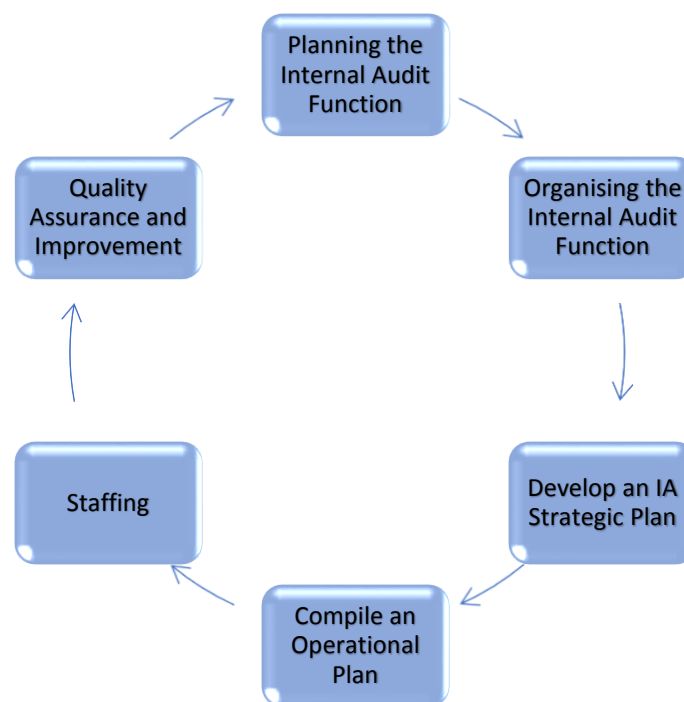 Planning the
Internal Audit
Function
Organising the
Internal Audit
Function
Develop an IA
Strategic Plan
Compile an
Operational
Plan
Staffing
Quality
Assurance and
Improvement